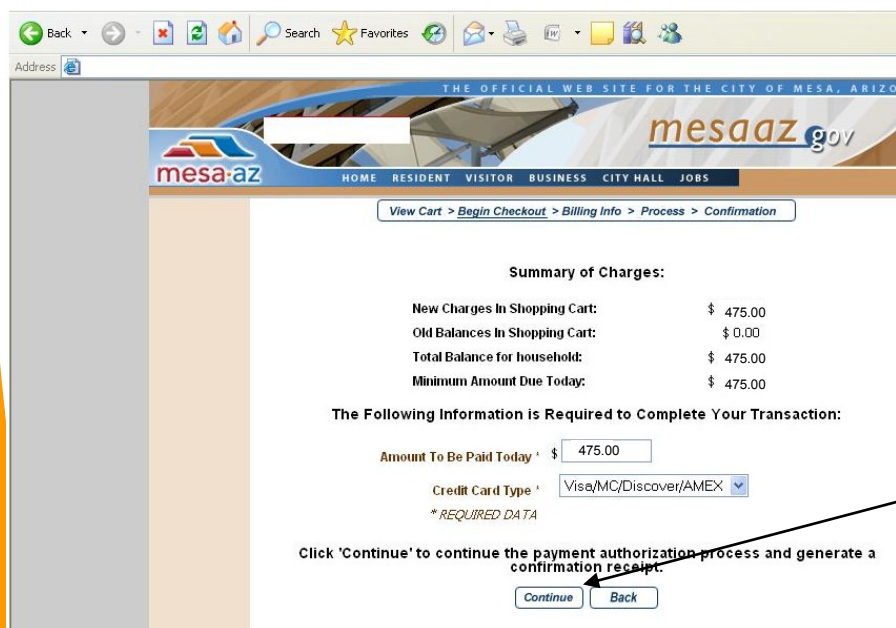 Back Search Favorites
Address
THE OFFICIAL WEB SITE FOR THE CITY OF MESA, ARIZO
mesaaz gov
mesa·az
HOME RESIDENT VISITOR BUSINESS CITY HALL JOBS
View Cart > Begin Checkout > Billing Info > Process > Confirmation
Summary of Charges:
New Charges In Shopping Cart: $ 475.00
Old Balances In Shopping Cart: $ 0.00
Total Balance for household: $ 475.00
Minimum Amount Due Today: $ 475.00
The Following Information is Required to Complete Your Transaction:
Amount To Be Paid Today * $ 475.00
Credit Card Type * Visa/MC/Discover/AMEX
* REQUIRED DATA
Click 'Continue' to continue the payment authorization process and generate a
confirmation receipt.
Continue Back